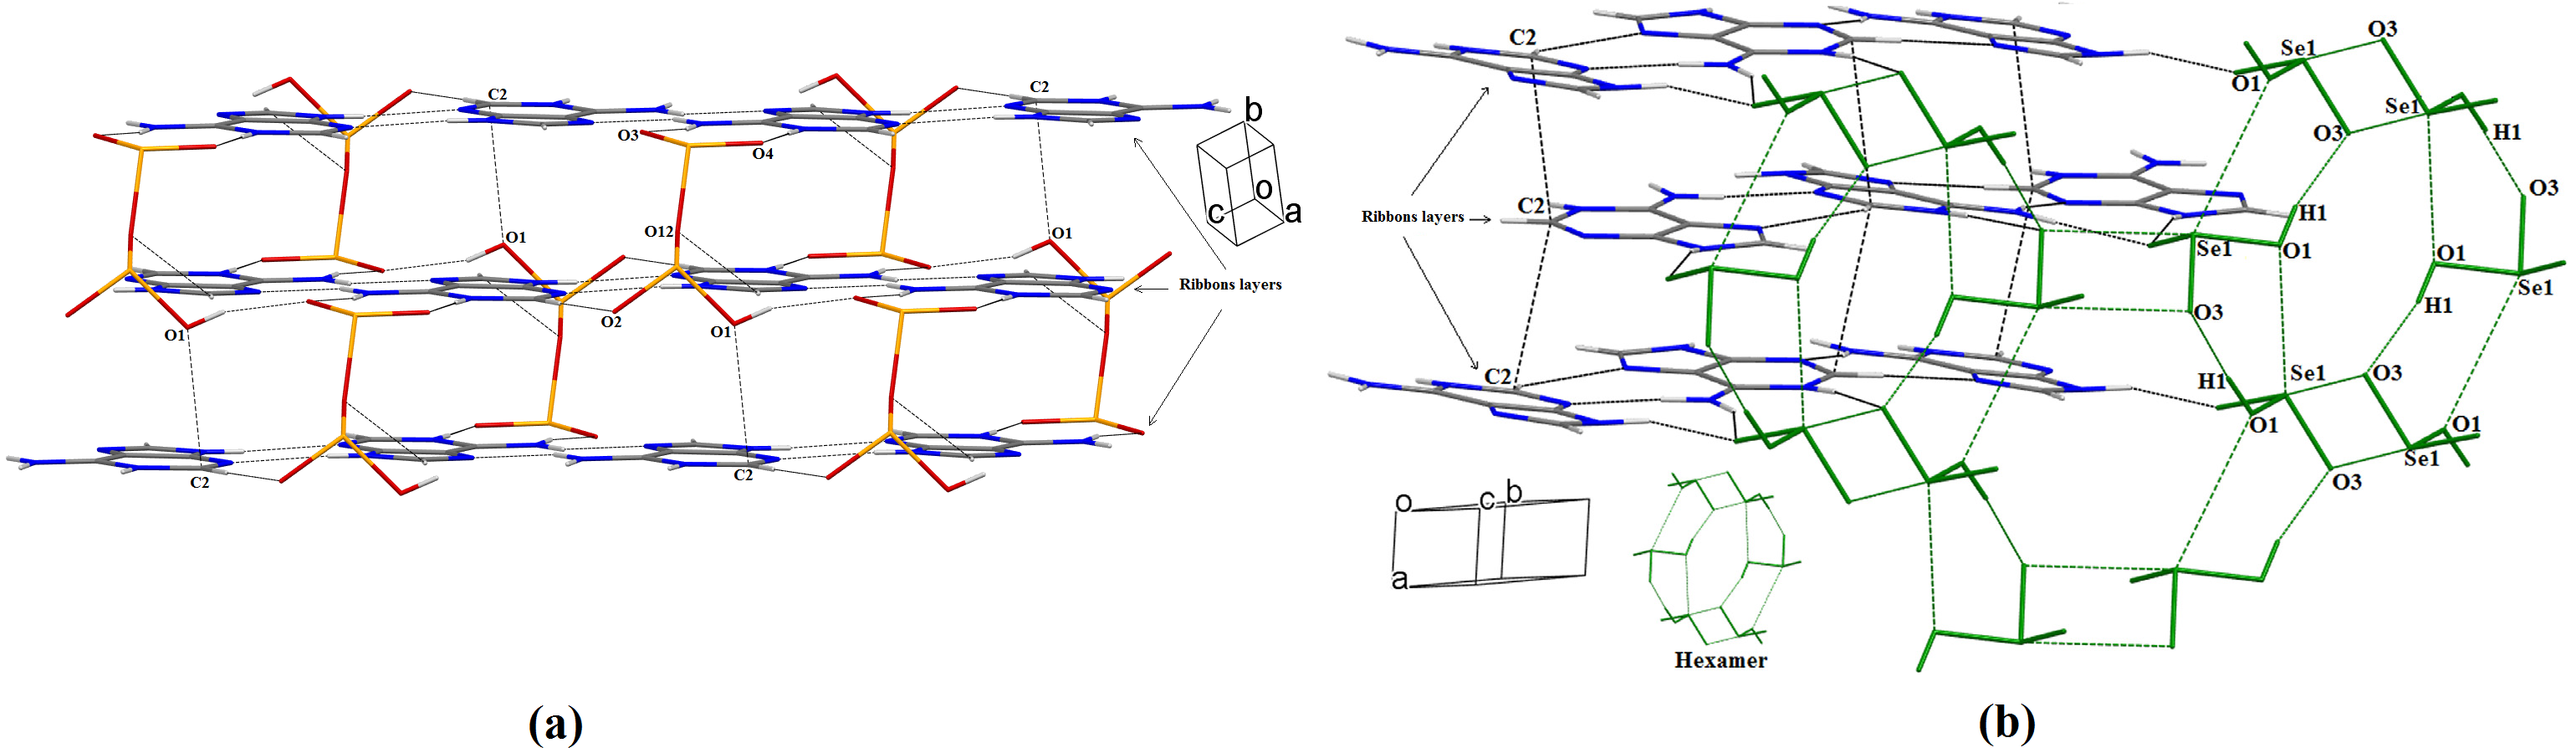 C2
C2
O3
O4
b
o
c
a
O1
O12
O1
Ribbons layers
O2
O1
O1
C2
C2
(a)
C2
O3
Se1
O1
Se1
O3
H1
O3
C2
Ribbons layers
H1
Se1
O1
O1
Se1
H1
O3
C2
Se1
O3
H1
O1
O1
Se1
O3
o
c
b
a
Hexamer
(b)